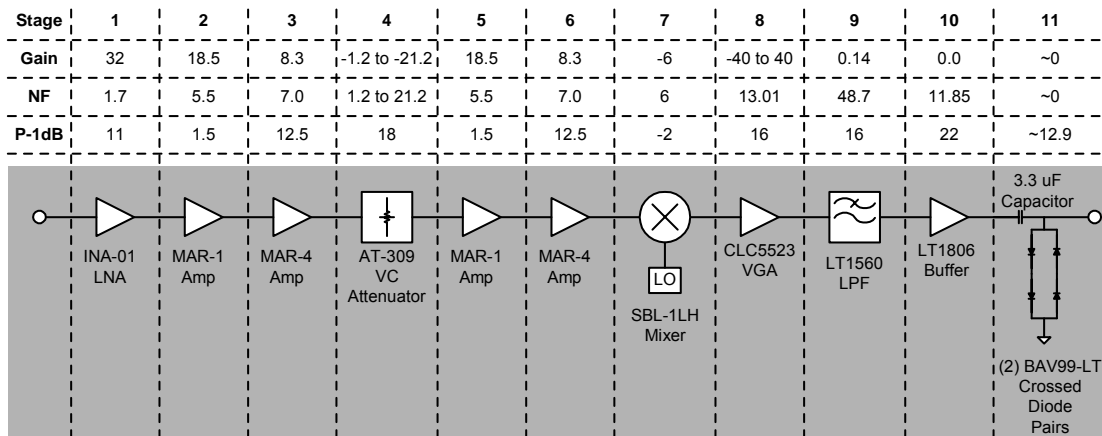 Stage 1 2 3 4 5 6 7 8 9 10 11
Gain 32 18.5 8.3 -1.2 to -21.2 18.5 8.3 -6 -40 to 40 0.14 0.0 ~0
NF 1.7 5.5 7.0 1.2 to 21.2 5.5 7.0 6 13.01 48.7 11.85 ~0
P-1dB 11 1.5 12.5 18 1.5 12.5 -2 16 16 22 ~12.9
3.3 uF
Capacitor
INA-01
LNA
MAR-1
Amp
MAR-4
Amp
AT-309
VC
Attenuator
MAR-1
Amp
MAR-4
Amp
LO
SBL-1LH
Mixer
CLC5523
VGA
LT1560
LPF
LT1806
Buffer
(2) BAV99-LT
Crossed
Diode
Pairs